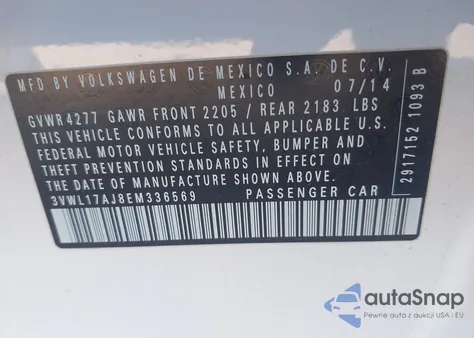 MFD BY VOLKSWAGEN DE MEXICO S.A. DE C.V.
MEXICO 07/14
GVWR4277 GAWR FRONT 2205 / REAR 2183 LBS
THIS VEHICLE CONFORMS TO ALL APPLICABLE U.S.
FEDERAL MOTOR VEHICLE SAFETY, BUMPER AND
THEFT PREVENTION STANDARDS IN EFFECT ON
THE DATE OF MANUFACTURE SHOWN ABOVE.
3VWL17AJ8EM336569 PASSENGER CAR
2917152 1093 B
autoSnap
Pewne auta z aukcji USA i EU